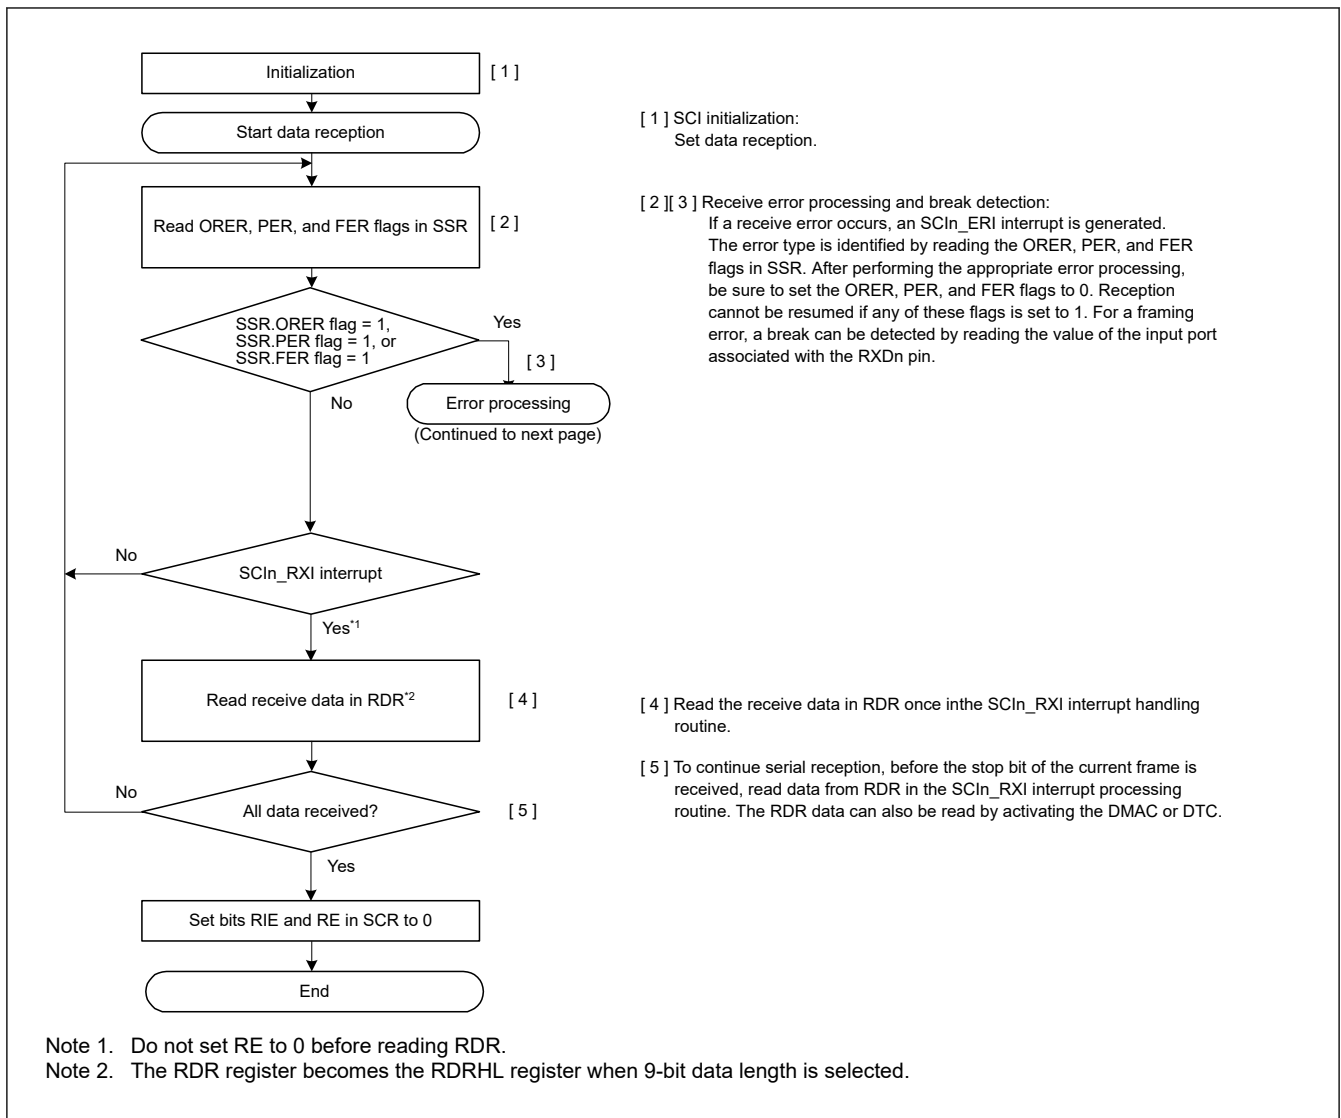 Initialization
[ 1 ]
Start data reception
[ 1 ] SCI initialization:
Set data reception.
Read ORER, PER, and FER flags in SSR
[ 2 ]
[ 2 ][ 3 ] Receive error processing and break detection:
If a receive error occurs, an SCIn_ERI interrupt is generated.
The error type is identified by reading the ORER, PER, and FER
flags in SSR. After performing the appropriate error processing,
be sure to set the ORER, PER, and FER flags to 0. Reception
cannot be resumed if any of these flags is set to 1. For a framing
error, a break can be detected by reading the value of the input port
associated with the RXDn pin.
SSR.ORER flag = 1,
SSR.PER flag = 1, or
SSR.FER flag = 1
Yes
[ 3 ]
No
Error processing
(Continued to next page)
No
SCIn_RXI interrupt
Yes*1
Read receive data in RDR*2
[ 4 ]
[ 4 ] Read the receive data in RDR once inthe SCIn_RXI interrupt handling
routine.
No
All data received?
[ 5 ]
[ 5 ] To continue serial reception, before the stop bit of the current frame is
received, read data from RDR in the SCIn_RXI interrupt processing
routine. The RDR data can also be read by activating the DMAC or DTC.
Yes
Set bits RIE and RE in SCR to 0
End
Note 1. Do not set RE to 0 before reading RDR.
Note 2. The RDR register becomes the RDRHL register when 9-bit data length is selected.